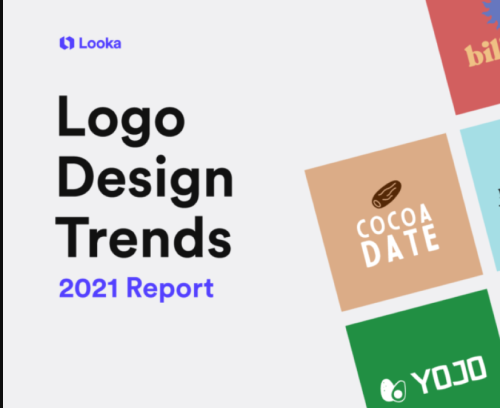 Looka
Logo
Design
Trends
2021 Report
COCOA
DATE
YOJO